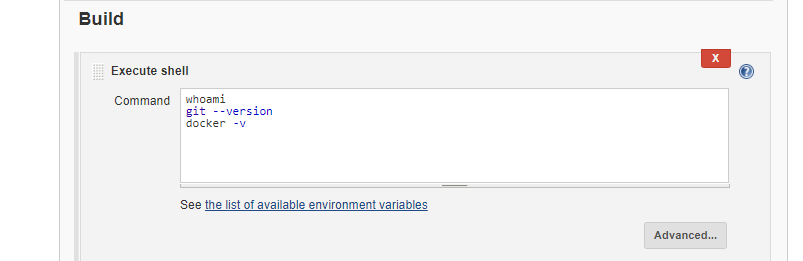 Build
X
Execute shell
Command
whoami
git --version
docker -v
See the list of available environment variables
Advanced...